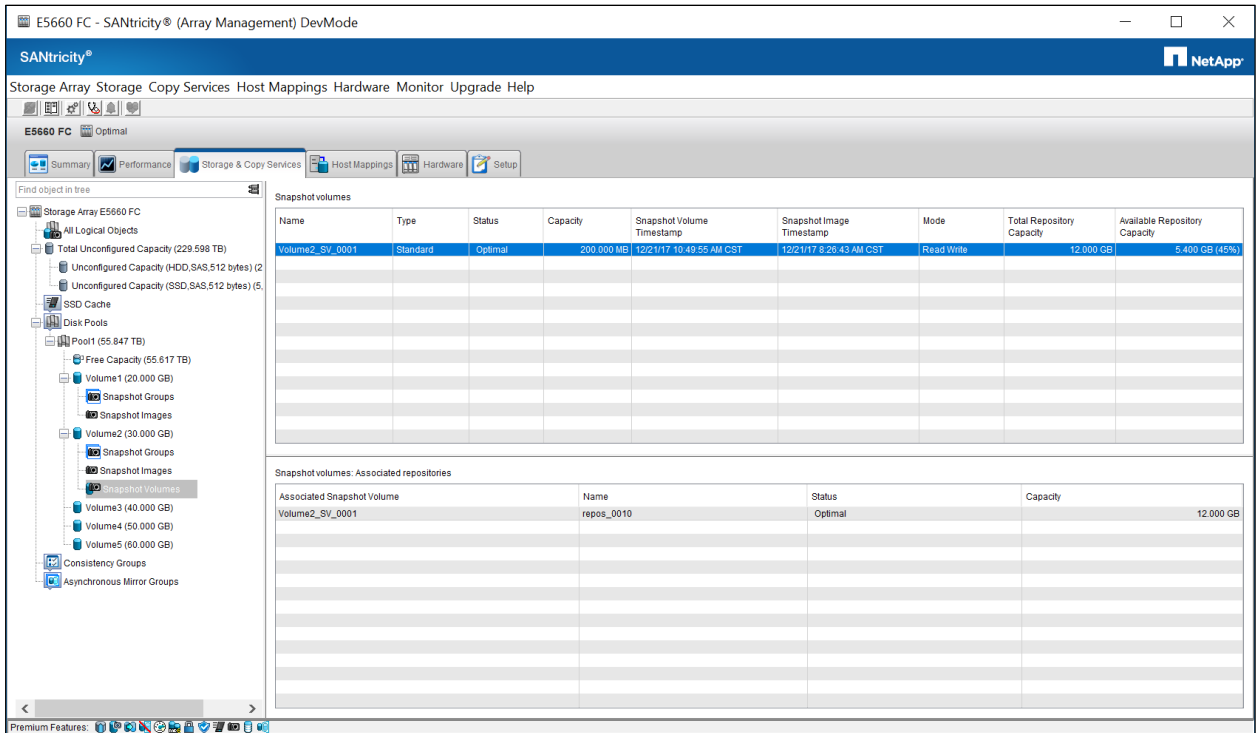 E5660 FC - SANtricity® (Array Management) DevMode
SANtricity®
NetApp
Storage Array Storage Copy Services Host Mappings Hardware Monitor Upgrade Help
E5660 FC Optimal
Summary Performance Storage & Copy Services Host Mappings Hardware Setup
Find object in tree
Storage Array E5660 FC
All Logical Objects
Total Unconfigured Capacity (229.598 TB)
Unconfigured Capacity (HDD,SAS,512 bytes) (2
Unconfigured Capacity (SSD,SAS,512 bytes) (5,
SSD Cache
Disk Pools
Pool1 (55.847 TB)
Free Capacity (55.617 TB)
Volume1 (20.000 GB)
Snapshot Groups
Snapshot Images
Volume2 (30.000 GB)
Snapshot Groups
Snapshot Images
Snapshot Volumes
Volume3 (40.000 GB)
Volume4 (50.000 GB)
Volume5 (60.000 GB)
Consistency Groups
Asynchronous Mirror Groups
Snapshot volumes
Name Type Status Capacity Snapshot Volume Timestamp Snapshot Image Timestamp Mode Total Repository Capacity Available Repository Capacity
Volume2_SV_0001 Standard Optimal 200.000 MB 12/21/17 10:49:55 AM CST 12/21/17 8:26:43 AM CST Read Write 12.000 GB 5.400 GB (45%)
Snapshot volumes: Associated repositories
Associated Snapshot Volume Name Status Capacity
Volume2_SV_0001 repos_0010 Optimal 12.000 GB
Premium Features: